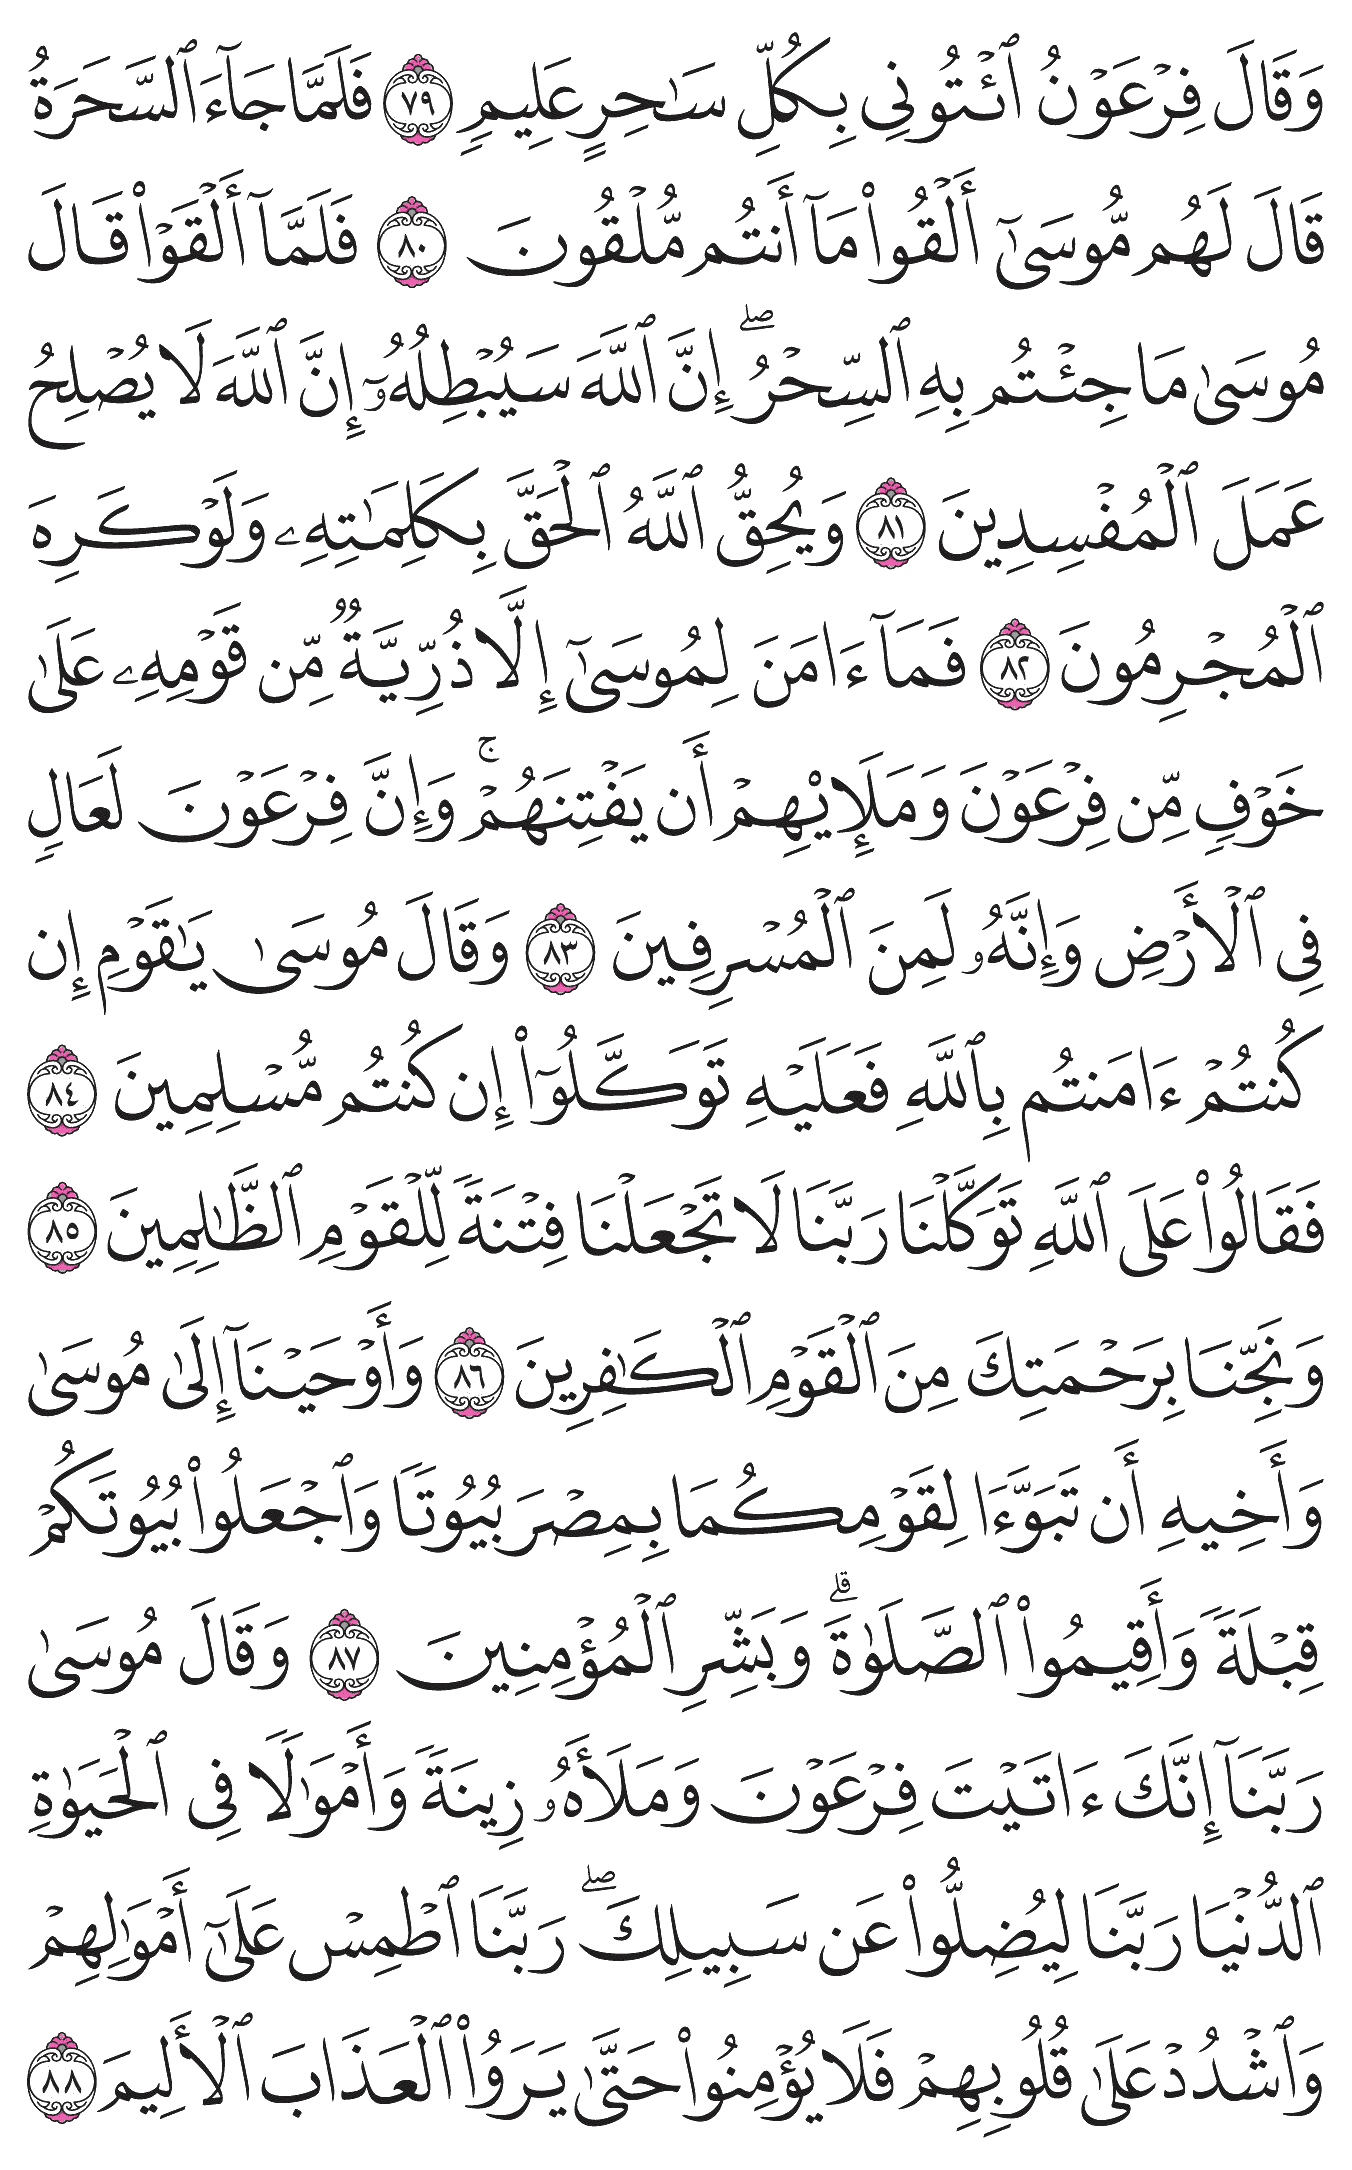 وَقَالَ فِرْعَوْنُ ٱئْتُونِى بِكُلِّ سَـٰحِرٍ عَلِيمٍ ٧٩ فَلَمَّا جَآءَ ٱلسَّحَرَةُ
قَالَ لَهُم مُّوسَىٰٓ أَلْقُوا۟ مَآ أَنتُم مُّلْقُونَ ٨٠ فَلَمَّآ أَلْقَوْا۟ قَالَ
مُوسَىٰ مَا جِئْتُم بِهِ ٱلسِّحْرُ ۖ إِنَّ ٱللَّهَ سَيُبْطِلُهُۥٓ إِنَّ ٱللَّهَ لَا يُصْلِحُ
عَمَلَ ٱلْمُفْسِدِينَ ٨١ وَيُحِقُّ ٱللَّهُ ٱلْحَقَّ بِكَلِمَـٰتِهِۦ وَلَوْ كَرِهَ
ٱلْمُجْرِمُونَ ٨٢ فَمَآ ءَامَنَ لِمُوسَىٰٓ إِلَّا ذُرِّيَّةٌ مِّن قَوْمِهِۦ عَلَىٰ
خَوْفٍ مِّن فِرْعَوْنَ وَمَلَإِي۟هِمْ أَن يَفْتِنَهُمْ ۚ وَإِنَّ فِرْعَوْنَ لَعَالٍ
فِى ٱلْأَرْضِ وَإِنَّهُۥ لَمِنَ ٱلْمُسْرِفِينَ ٨٣ وَقَالَ مُوسَىٰ يَـٰقَوْمِ إِن
كُنتُمْ ءَامَنتُم بِٱللَّهِ فَعَلَيْهِ تَوَكَّلُوٓا۟ إِن كُنتُم مُّسْلِمِينَ ٨٤
فَقَالُوا۟ عَلَى ٱللَّهِ تَوَكَّلْنَا رَبَّنَا لَا تَجْعَلْنَا فِتْنَةً لِّلْقَوْمِ ٱلظَّـٰلِمِينَ ٨٥
وَنَجِّنَا بِرَحْمَتِكَ مِنَ ٱلْقَوْمِ ٱلْكَـٰفِرِينَ ٨٦ وَأَوْحَيْنَآ إِلَىٰ مُوسَىٰ
وَأَخِيهِ أَن تَبَوَّءَا لِقَوْمِكُمَا بِمِصْرَ بُيُوتًا وَٱجْعَلُوا۟ بُيُوتَكُمْ
قِبْلَةً وَأَقِيمُوا۟ ٱلصَّلَوٰةَ ۗ وَبَشِّرِ ٱلْمُؤْمِنِينَ ٨٧ وَقَالَ مُوسَىٰ
رَبَّنَآ إِنَّكَ ءَاتَيْتَ فِرْعَوْنَ وَمَلَأَهُۥ زِينَةً وَأَمْوَٰلًا فِى ٱلْحَيَوٰةِ
ٱلدُّنْيَا رَبَّنَا لِيُضِلُّوا۟ عَن سَبِيلِكَ ۖ رَبَّنَا ٱطْمِسْ عَلَىٰٓ أَمْوَٰلِهِمْ
وَٱشْدُدْ عَلَىٰ قُلُوبِهِمْ فَلَا يُؤْمِنُوا۟ حَتَّىٰ يَرَوُا۟ ٱلْعَذَابَ ٱلْأَلِيمَ ٨٨